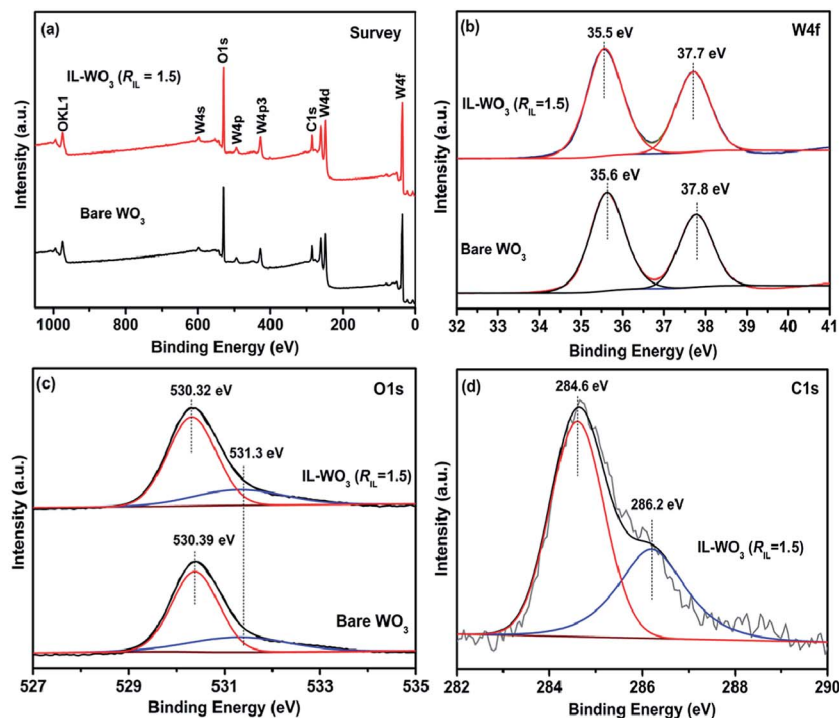 (a)
Survey
O1s
IL-WO₃ (R_IL = 1.5)
OKL1
W4s
W4p
W4p3
C1s
W4d
W4f
Bare WO₃
Intensity (a.u.)
1000 800 600 400 200 0
Binding Energy (eV)
(b)
W4f
35.5 eV
37.7 eV
IL-WO₃ (R_IL=1.5)
35.6 eV
37.8 eV
Bare WO₃
Intensity (a.u.)
32 33 34 35 36 37 38 39 40 41
Binding Energy (eV)
(c)
O1s
530.32 eV
531.3 eV
IL-WO₃ (R_IL=1.5)
530.39 eV
Bare WO₃
Intensity (a.u.)
527 529 531 533 535
Binding Energy (eV)
(d)
C1s
284.6 eV
286.2 eV
IL-WO₃ (R_IL=1.5)
Intensity (a.u.)
282 284 286 288 290
Binding Energy (eV)